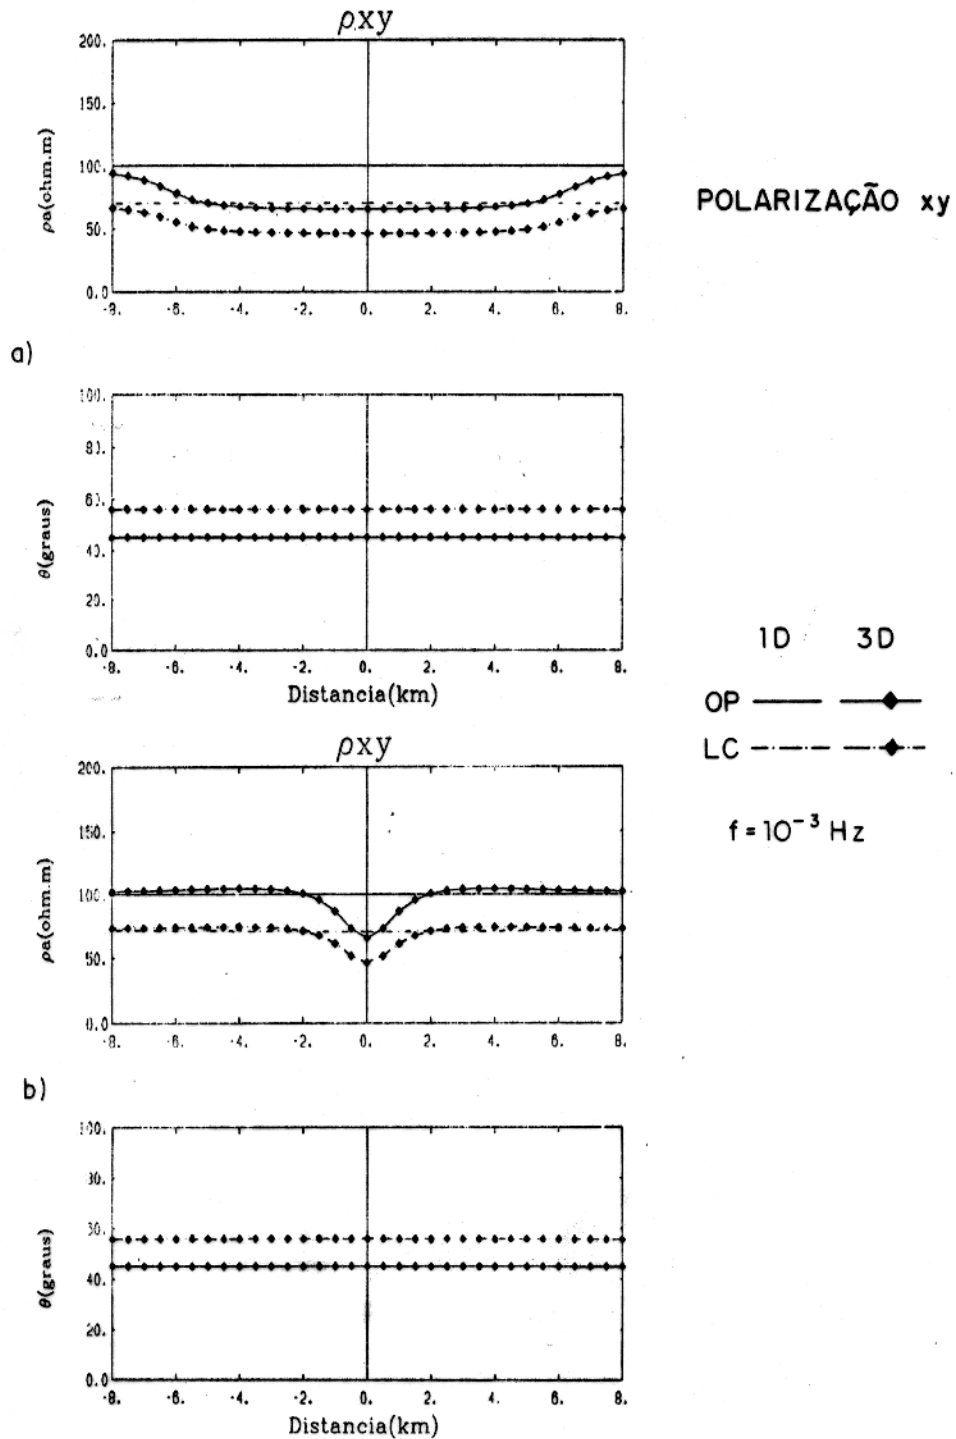 ρxy
200.
150.
100.
50.
0.0
ρa(ohm.m)
-8. -6. -4. -2. 0. 2. 4. 6. 8.
POLARIZAÇÃO xy
a)
100.
80.
60.
40.
20.
0.0
θ(graus)
-8. -6. -4. -2. 0. 2. 4. 6. 8.
Distancia(km)
1D 3D
OP
LC
f = 10⁻³ Hz
ρxy
200.
150.
100.
50.
0.0
ρa(ohm.m)
-8. -6. -4. -2. 0. 2. 4. 6. 8.
b)
100.
80.
60.
40.
20.
0.0
θ(graus)
-8. -6. -4. -2. 0. 2. 4. 6. 8.
Distancia(km)